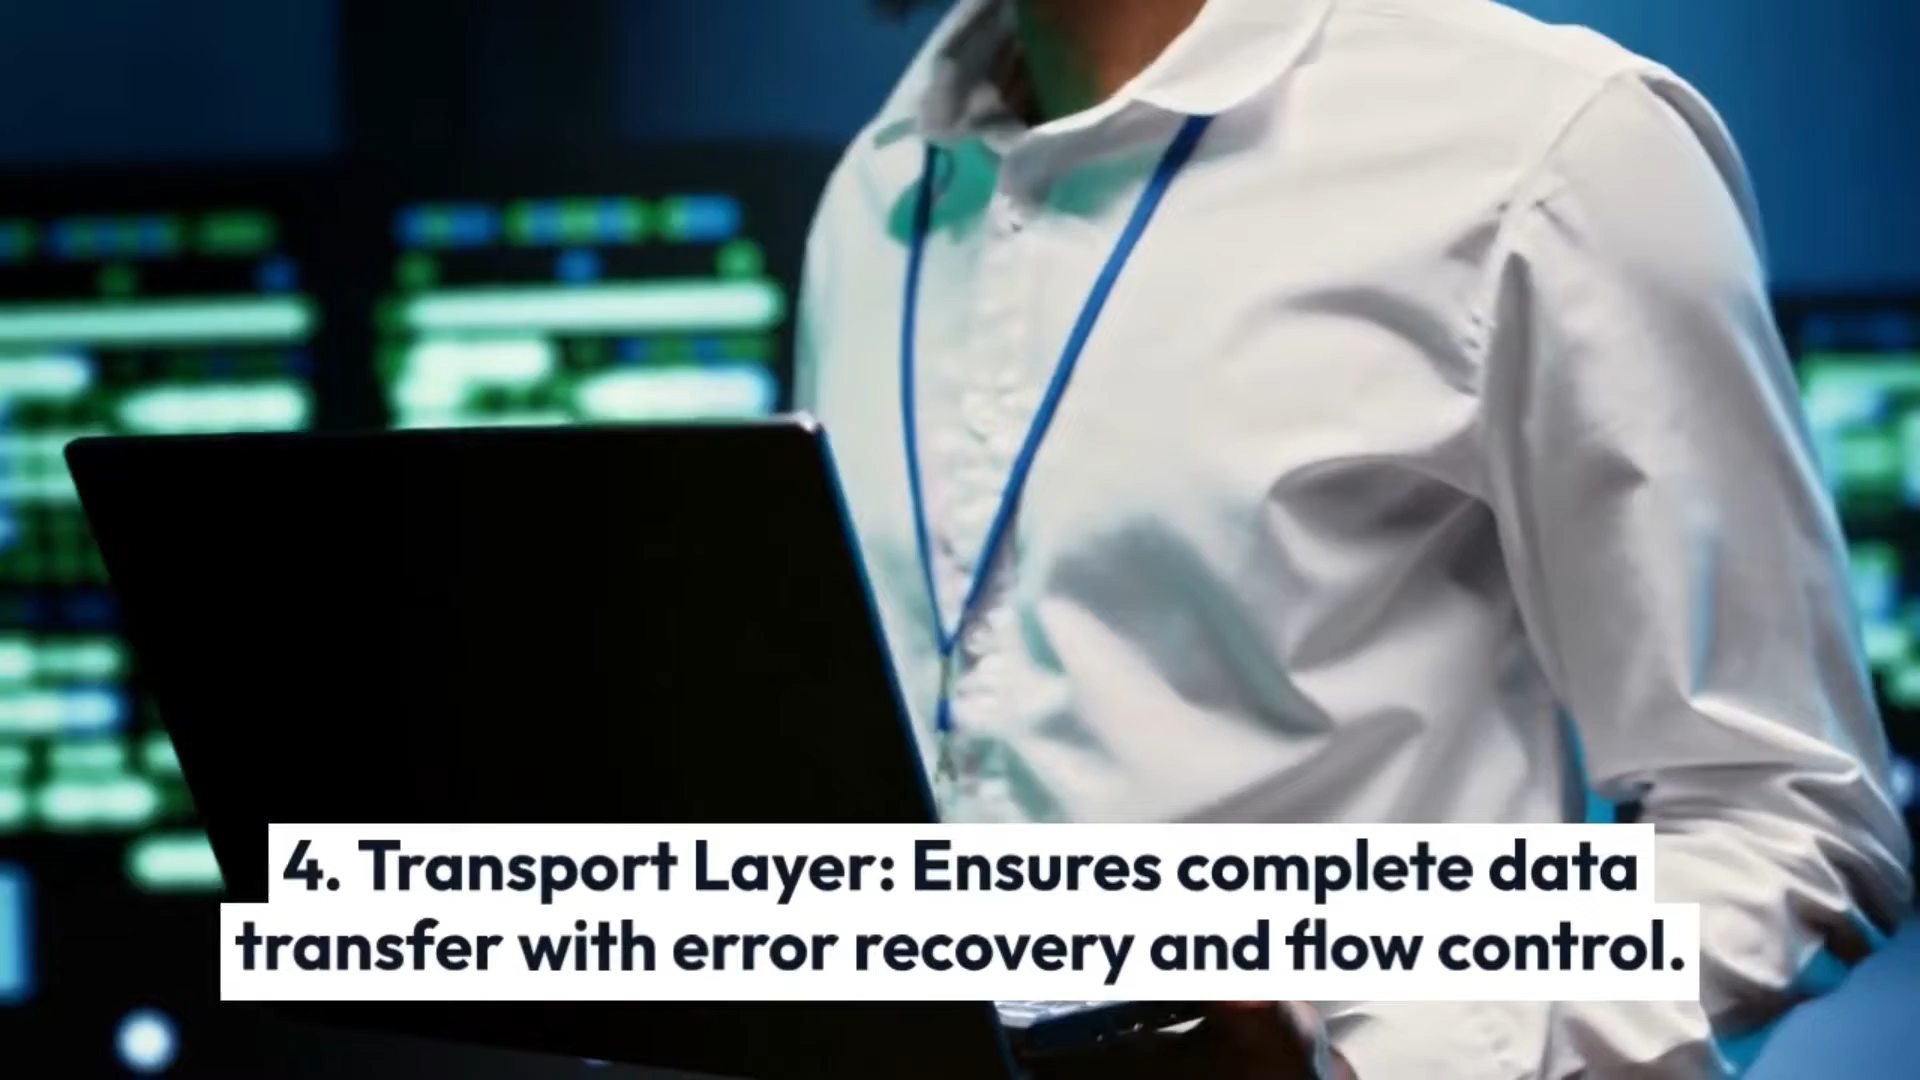 4. Transport Layer: Ensures complete data
transfer with error recovery and flow control.